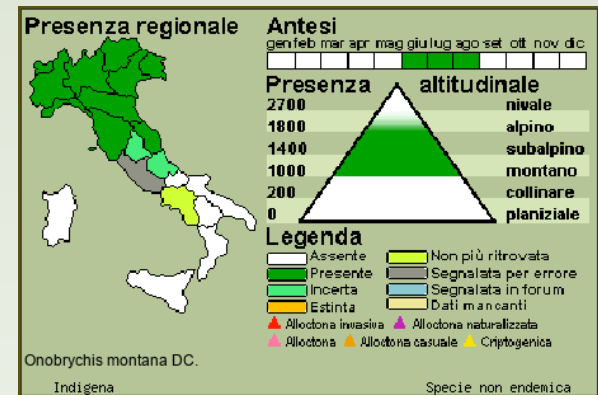 Presenza regionale
Antesi
gen feb mar apr mag giu lug ago set ott nov dic
Presenza altitudinale
2700 nivale
1800 alpino
1400 subalpino
1000 montano
200 collinare
0 planiziale
Legenda
Assente Non più ritrovata
Presente Segnalata per errore
Incerta Segnalata in forum
Estinta Dati mancanti
Alloctona invasiva Alloctona naturalizzata
Alloctona Alloctona casuale Criptogenica
Onobrychis montana DC.
Indigena Specie non endemica